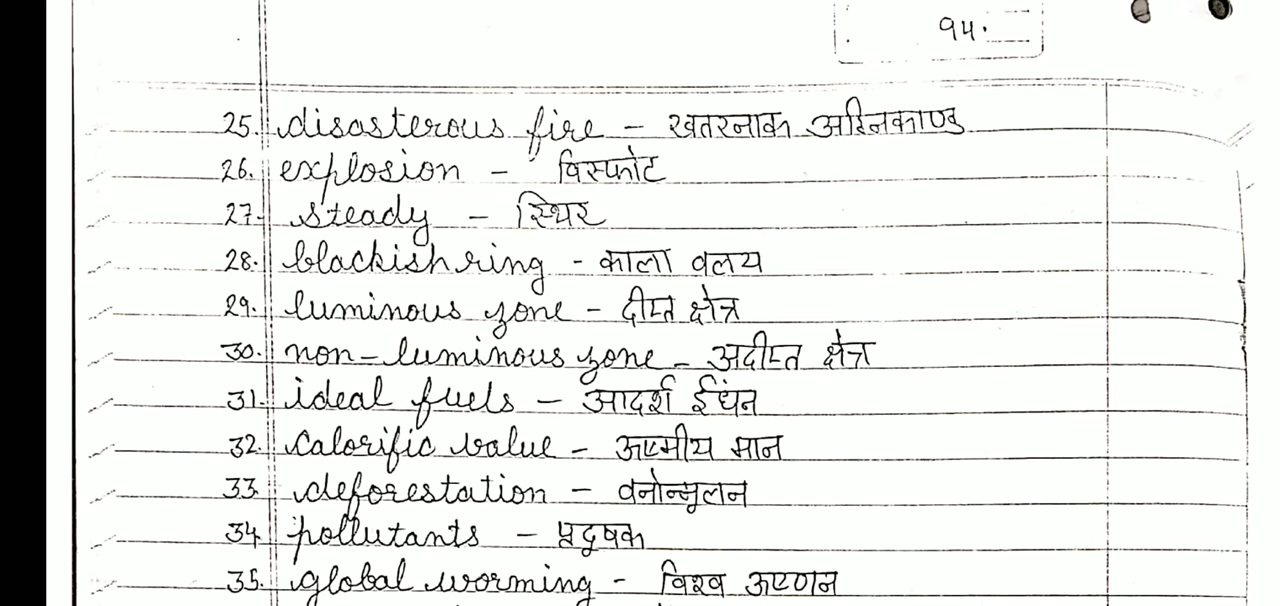 94.
25. disasterous fire - खतरनाक अग्निकाण्ड
26. explosion - विस्फोट
27. steady - स्थिर
28. blackish ring - काला वलय
29. luminous zone - दीप्त क्षेत्र
30. non-luminous zone - अदीप्त क्षेत्र
31. ideal fuels - आदर्श ईंधन
32. Calorific value - ऊष्मीय मान
33. deforestation - वनोन्मूलन
34. pollutants - प्रदूषक
35. global worming - विश्व ऊष्णन